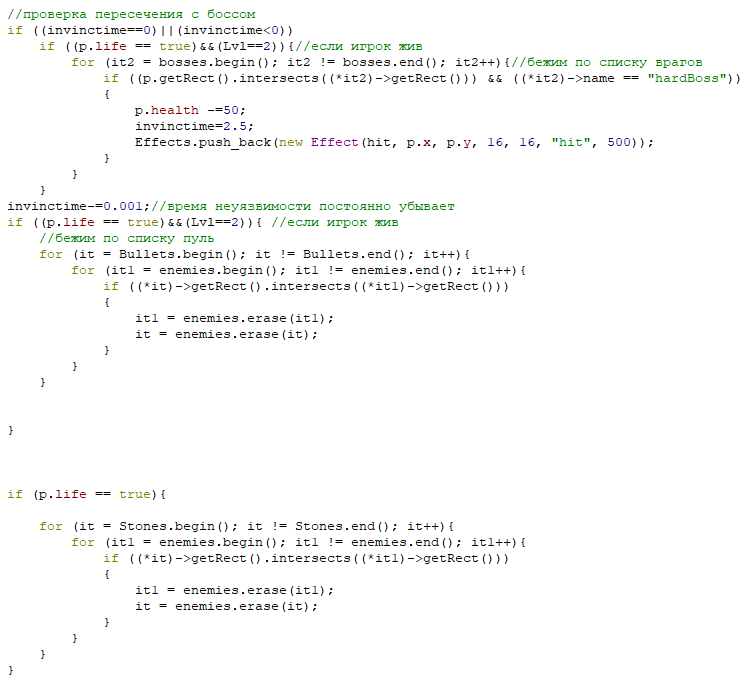 //проверка пересечения с боссом
if ((invinctime==0)||(invinctime<0))
    if ((p.life == true)&&(Lvl==2)){//если игрок жив
        for (it2 = bosses.begin(); it2 != bosses.end(); it2++){//бежим по списку врагов
            if ((p.getRect().intersects((*it2)->getRect())) && ((*it2)->name == "hardBoss"))
            {
                p.health -=50;
                invinctime=2.5;
                Effects.push_back(new Effect(hit, p.x, p.y, 16, 16, "hit", 500));
            }
        }
    }
invinctime-=0.001;//время неуязвимости постоянно убывает
if ((p.life == true)&&(Lvl==2)){ //если игрок жив
    //бежим по списку пуль
    for (it = Bullets.begin(); it != Bullets.end(); it++){
        for (it1 = enemies.begin(); it1 != enemies.end(); it1++){
            if ((*it)->getRect().intersects((*it1)->getRect()))
            {
                it1 = enemies.erase(it1);
                it = enemies.erase(it);
            }
        }
    }
}
if (p.life == true){
    for (it = Stones.begin(); it != Stones.end(); it++){
        for (it1 = enemies.begin(); it1 != enemies.end(); it1++){
            if ((*it)->getRect().intersects((*it1)->getRect()))
            {
                it1 = enemies.erase(it1);
                it = enemies.erase(it);
            }
        }
    }
}